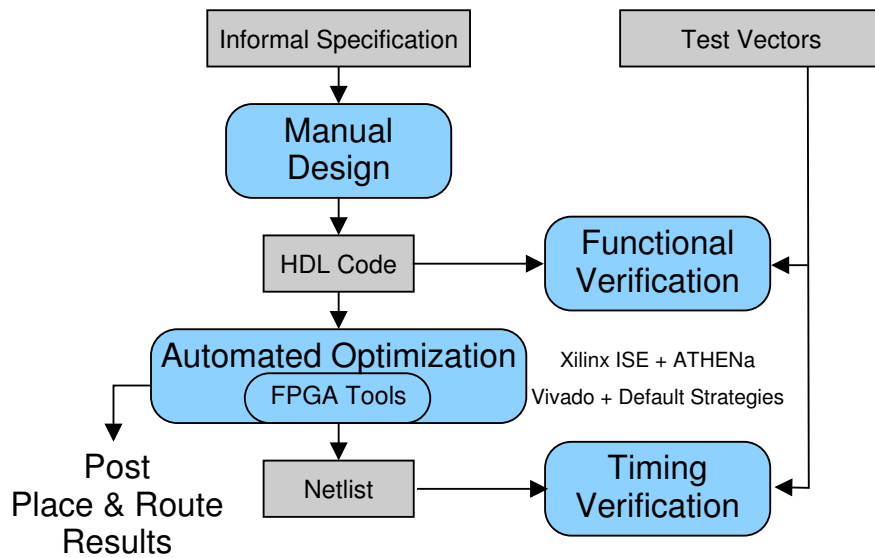 Informal Specification
Test Vectors
Manual
Design
HDL Code
Functional
Verification
Automated Optimization
FPGA Tools
Xilinx ISE + ATHENa
Vivado + Default Strategies
Post
Place & Route
Results
Netlist
Timing
Verification